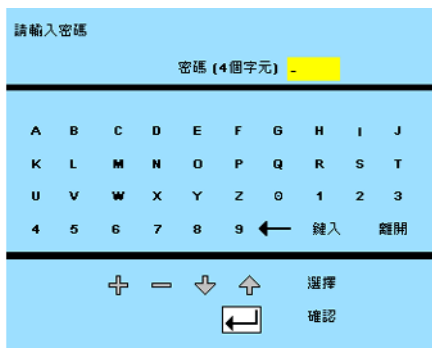 請輸入密碼
密碼 (4個字元) -
A B C D E F G H I J
K L M N O P Q R S T
U V W X Y Z 0 1 2 3
4 5 6 7 8 9 ← 鍵入 離開
選擇
確認